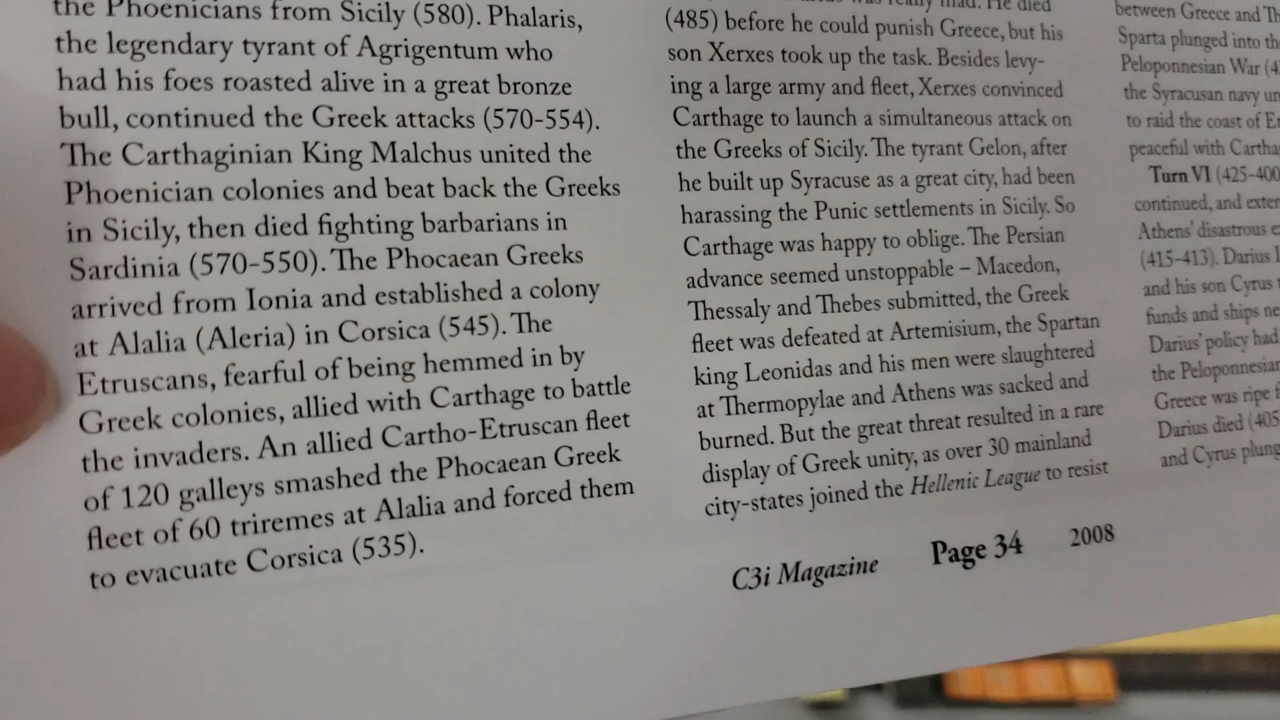 the Phoenicians from Sicily (580). Phalaris,
the legendary tyrant of Agrigentum who
had his foes roasted alive in a great bronze
bull, continued the Greek attacks (570-554).
The Carthaginian King Malchus united the
Phoenician colonies and beat back the Greeks
in Sicily, then died fighting barbarians in
Sardinia (570-550). The Phocaean Greeks
arrived from Ionia and established a colony
at Alalia (Aleria) in Corsica (545). The
Etruscans, fearful of being hemmed in by
Greek colonies, allied with Carthage to battle
the invaders. An allied Cartho-Etruscan fleet
of 120 galleys smashed the Phocaean Greek
fleet of 60 triremes at Alalia and forced them
to evacuate Corsica (535).
really mad. He died
(485) before he could punish Greece, but his
son Xerxes took up the task. Besides levy-
ing a large army and fleet, Xerxes convinced
Carthage to launch a simultaneous attack on
the Greeks of Sicily. The tyrant Gelon, after
he built up Syracuse as a great city, had been
harassing the Punic settlements in Sicily. So
Carthage was happy to oblige. The Persian
advance seemed unstoppable – Macedon,
Thessaly and Thebes submitted, the Greek
fleet was defeated at Artemisium, the Spartan
king Leonidas and his men were slaughtered
at Thermopylae and Athens was sacked and
burned. But the great threat resulted in a rare
display of Greek unity, as over 30 mainland
city-states joined the Hellenic League to resist
between Greece and
Sparta plunged into
Peloponnesian War
the Syracusan navy
to raid the coast of
peaceful with
Turn VI (425-400
continued, and
Athens' disastrous
(415-413). Darius
and his son Cyrus
funds and ships
Darius' policy had
the
Greece was ripe
Darius died (405
and Cyrus
C3i Magazine Page 34 2008